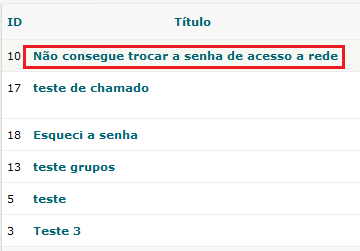 ID Título
10 Não consegue trocar a senha de acesso a rede
17 teste de chamado
18 Esqueci a senha
13 teste grupos
5 teste
3 Teste 3